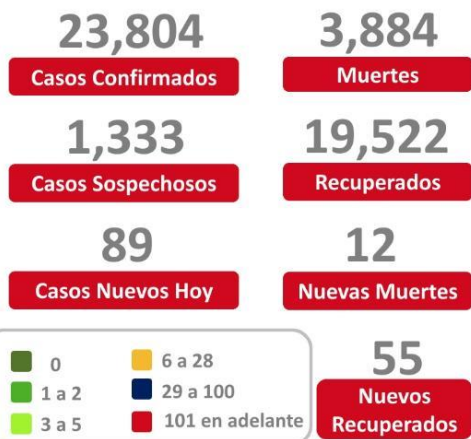 23,804
Casos Confirmados
3,884
Muertes
1,333
Casos Sospechosos
19,522
Recuperados
89
Casos Nuevos Hoy
12
Nuevas Muertes
0
1 a 2
3 a 5
6 a 28
29 a 100
101 en adelante
55
Nuevos
Recuperados